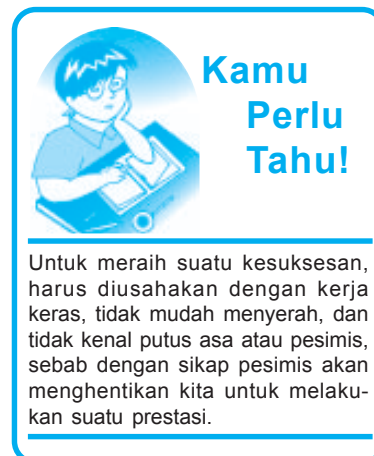 Kamu
Perlu
Tahu!
Untuk meraih suatu kesuksesan,
harus diusahakan dengan kerja
keras, tidak mudah menyerah, dan
tidak kenal putus asa atau pesimis,
sebab dengan sikap pesimis akan
menghentikan kita untuk melaku-
kan suatu prestasi.